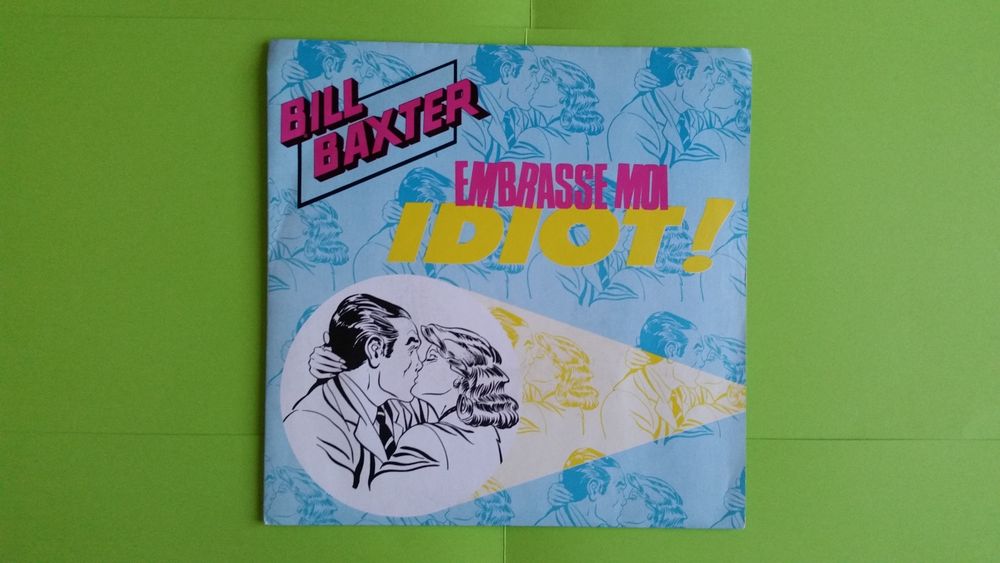 BILL
BAXTER
EMBRASSE MOI
IDIOT!